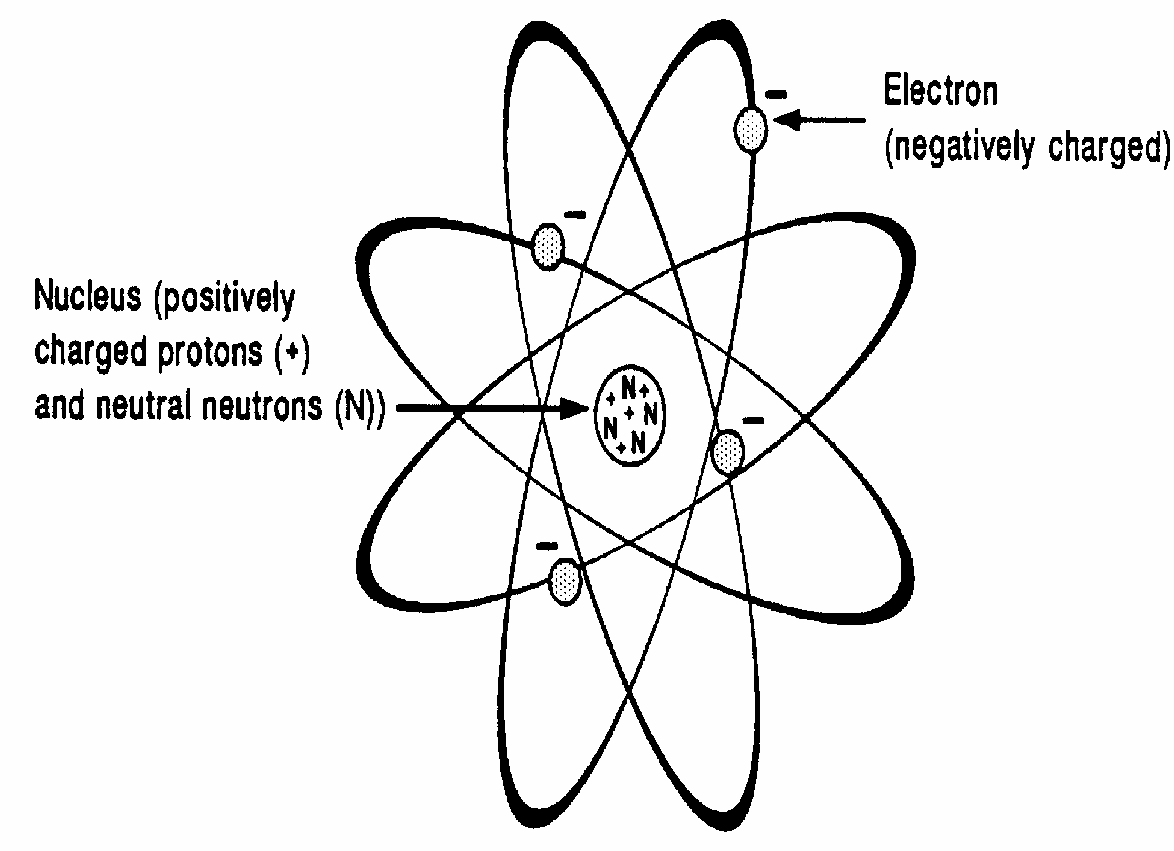 −
Electron
(negatively charged)
−
Nucleus (positively
charged protons (+)
and neutral neutrons (N))
+ N +
+ N
N
+ N
−
−